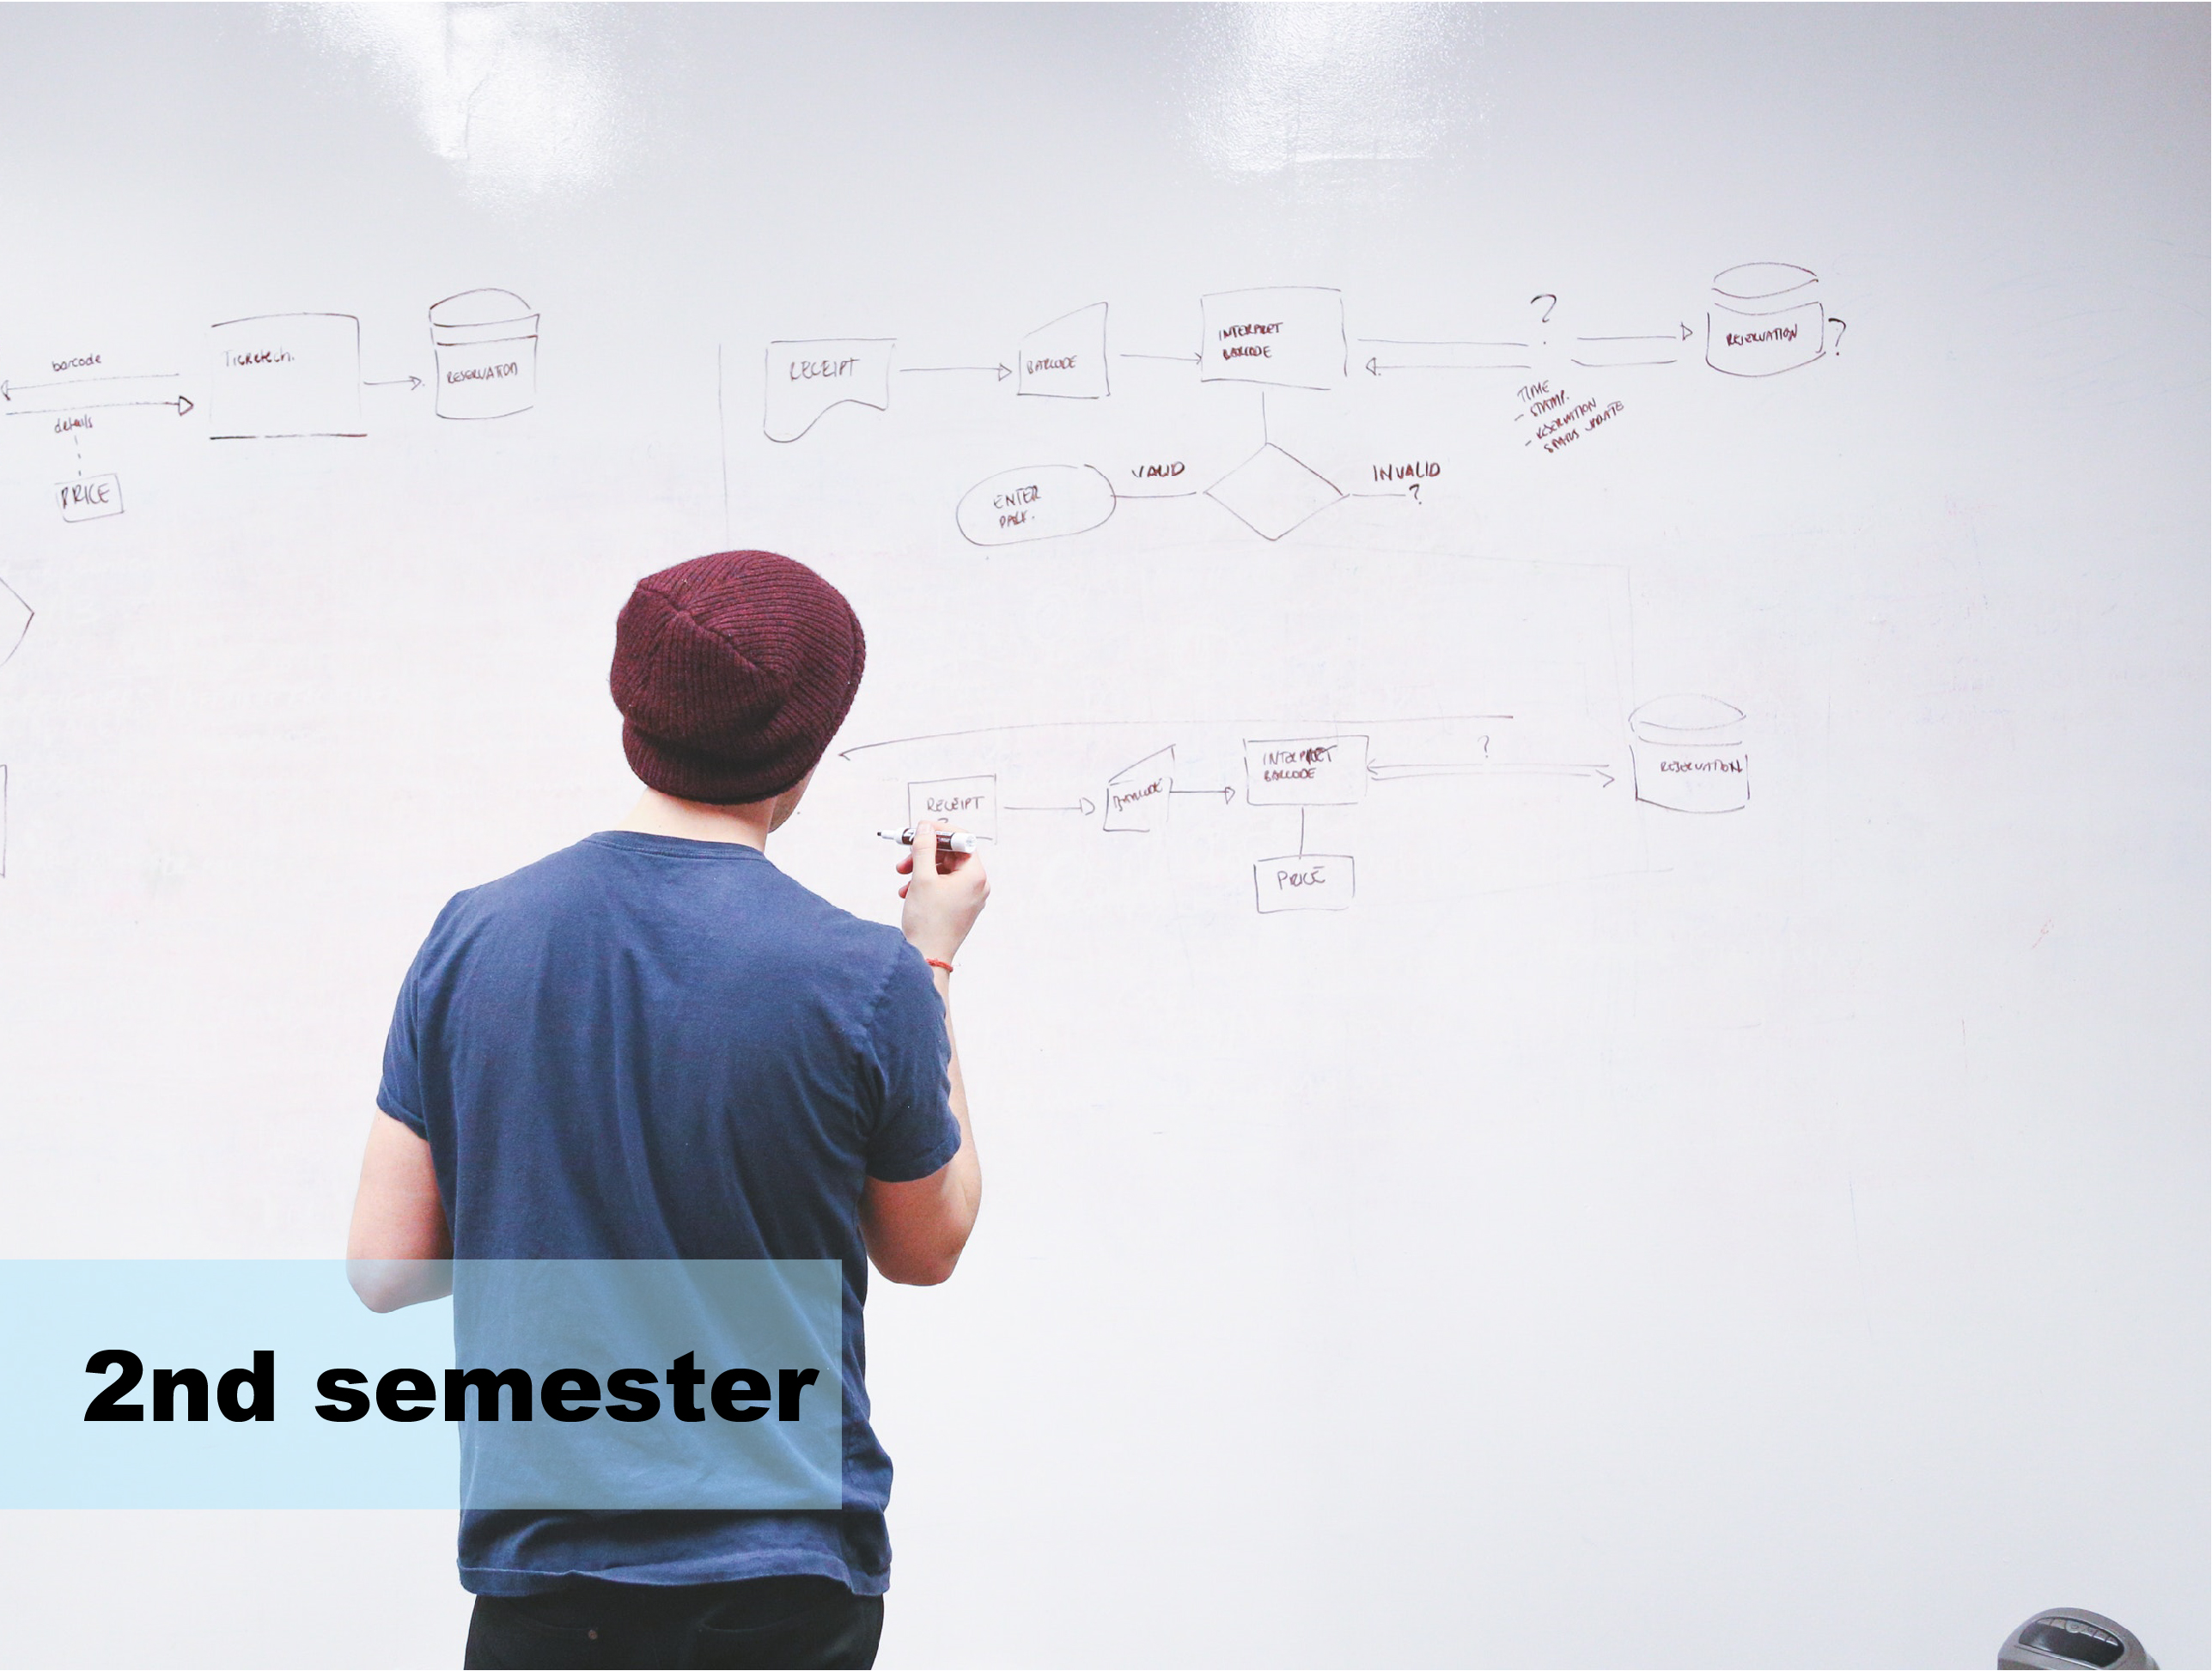 barcode
details
PRICE
Ticketech.
RESERVATION
RECEIPT
BARCODE
INTERPRET
BARCODE
?
TIME
- STAMP.
- RESERVATION
STATUS UPDATE
RESERVATION
?
VALID
INVALID
?
ENTER
PARK.
RECEIPT
?
BARCODE
INTERPRET
BARCODE
?
RESERVATION
PRICE
2nd semester